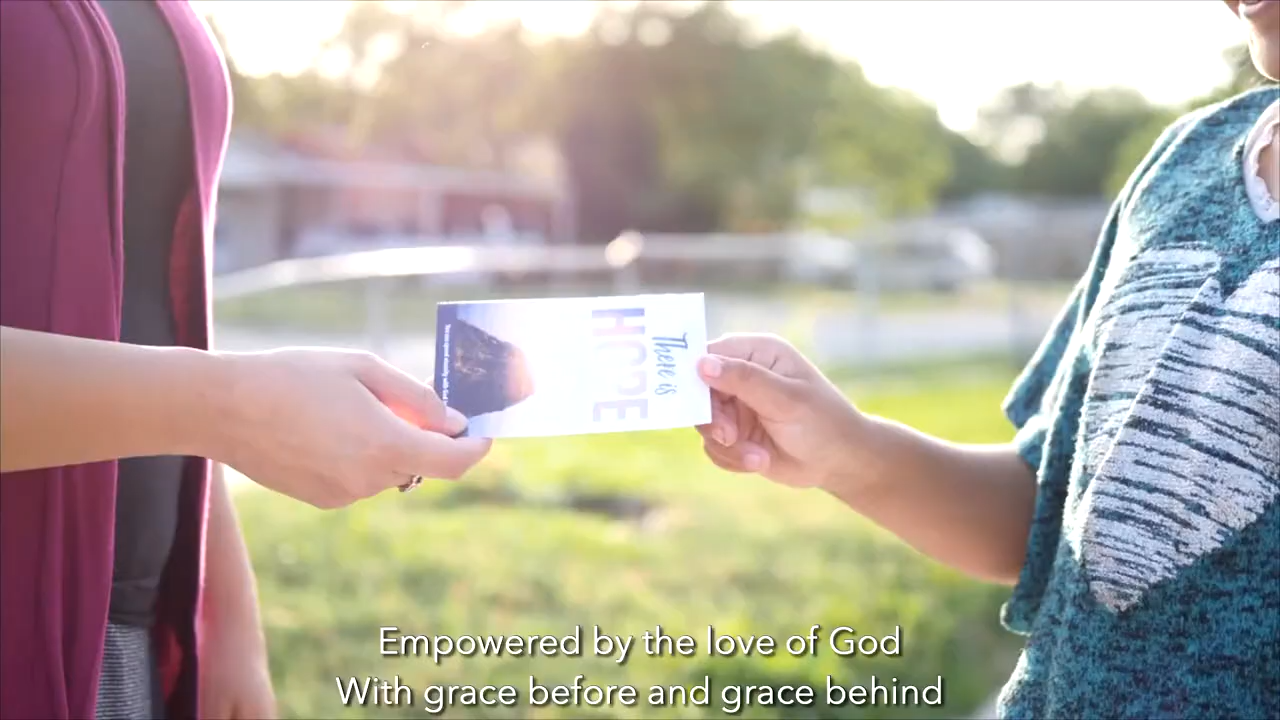 There is
HOPE
Empowered by the love of God
With grace before and grace behind